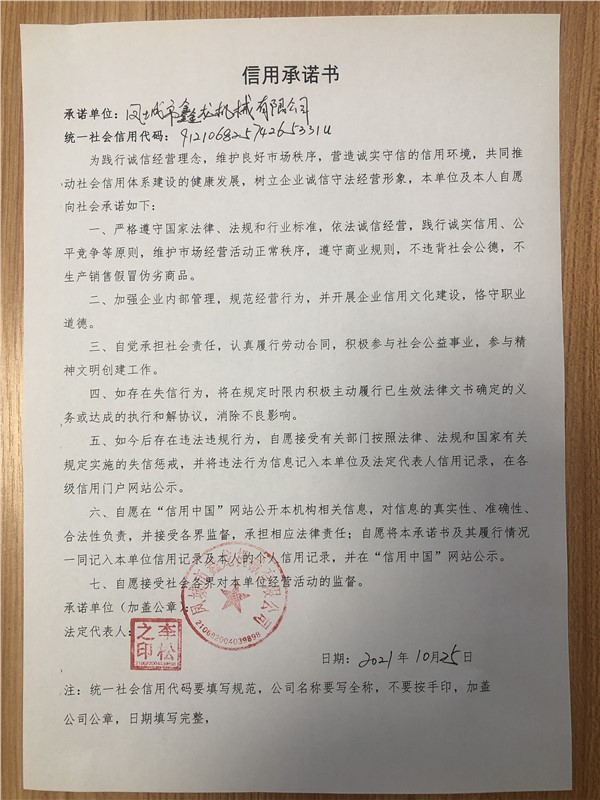 信用承诺书
承诺单位：凤城市鑫龙机械有限公司
统一社会信用代码：
为践行诚信经营理念，维护良好市场秩序，营造诚实守信的信用环境，共同推
动社会信用体系建设的健康发展，树立企业诚信守法经营形象，本单位及本人自愿
向社会承诺如下：
一、严格遵守国家法律、法规和行业标准，依法诚信经营，践行诚实信用、公
平竞争等原则，维护市场经营活动正常秩序，遵守商业规则，不违背社会公德，不
生产销售假冒伪劣商品。
二、加强企业内部管理，规范经营行为，并开展企业信用文化建设，恪守职业
道德。
三、自觉承担社会责任，认真履行劳动合同，积极参与社会公益事业，参与精
神文明创建工作。
四、如存在失信行为，将在规定时限内积极主动履行已生效法律文书确定的义
务或达成的执行和解协议，消除不良影响。
五、如今后存在违法违规行为，自愿接受有关部门按照法律、法规和国家有关
规定实施的失信惩戒，并将违法行为信息记入本单位及法定代表人信用记录，在各
级信用门户网站公示。
六、自愿在“信用中国”网站公开本机构相关信息，对信息的真实性、准确性、
合法性负责，并接受各界监督，承担相应法律责任；自愿将本承诺书及其履行情况
一同记入本单位信用记录及本人的个人信用记录，并在“信用中国”网站公示。
七、自愿接受社会各界对本单位经营活动的监督。
承诺单位（加盖公章）：
凤城市鑫龙机械有限公司
210682004039898
法定代表人：
李松之印
日期：2021年10月25日
注：统一社会信用代码要填写规范，公司名称要写全称，不要按手印，加盖
公司公章，日期填写完整，